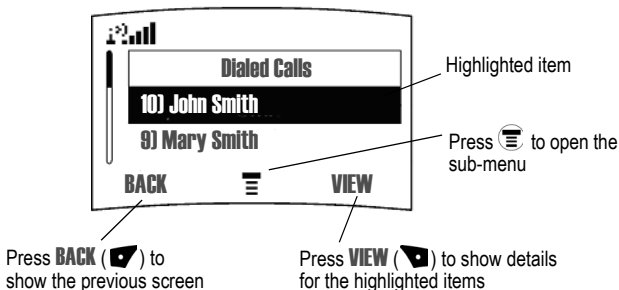 Dialed Calls
10) John Smith
9) Mary Smith
BACK
VIEW
Highlighted item
Press to open the
sub-menu
Press BACK ( ) to
show the previous screen
Press VIEW ( ) to show details
for the highlighted items